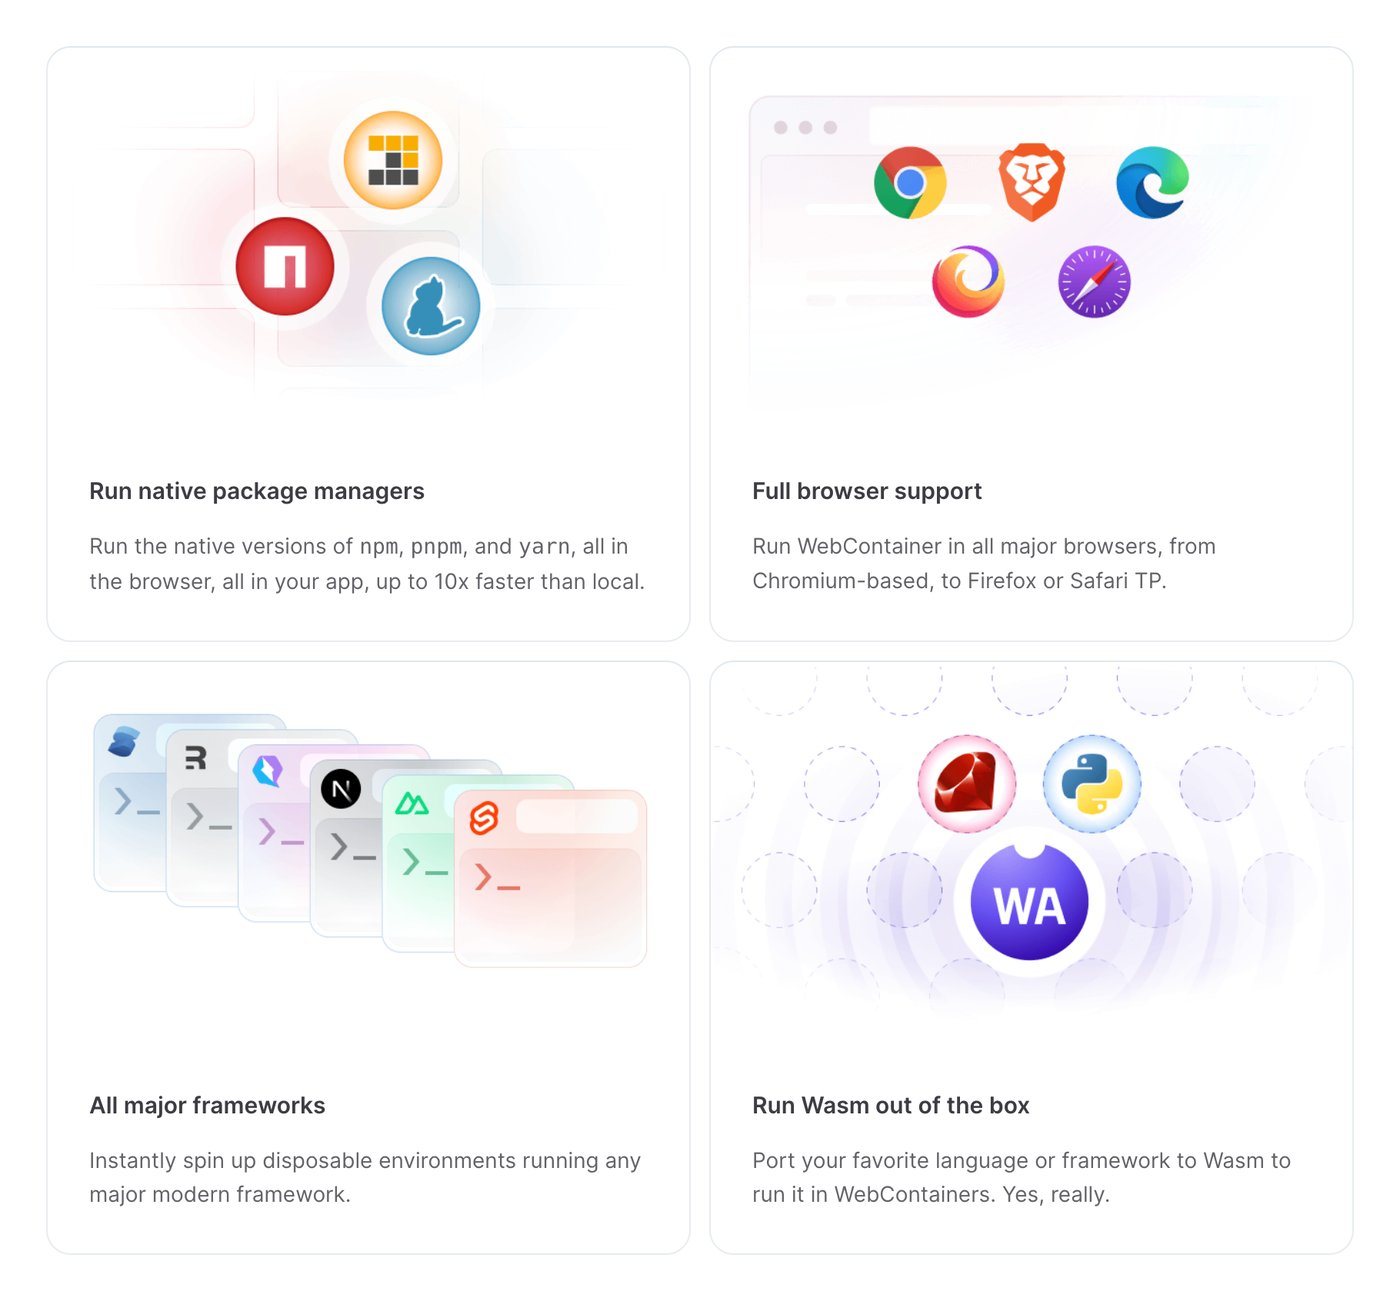 Run native package managers
Run the native versions of npm, pnpm, and yarn, all in
the browser, all in your app, up to 10x faster than local.
Full browser support
Run WebContainer in all major browsers, from
Chromium-based, to Firefox or Safari TP.
R
N
>_
>_
>_
>_
>_
>_
All major frameworks
Instantly spin up disposable environments running any
major modern framework.
WA
Run Wasm out of the box
Port your favorite language or framework to Wasm to
run it in WebContainers. Yes, really.